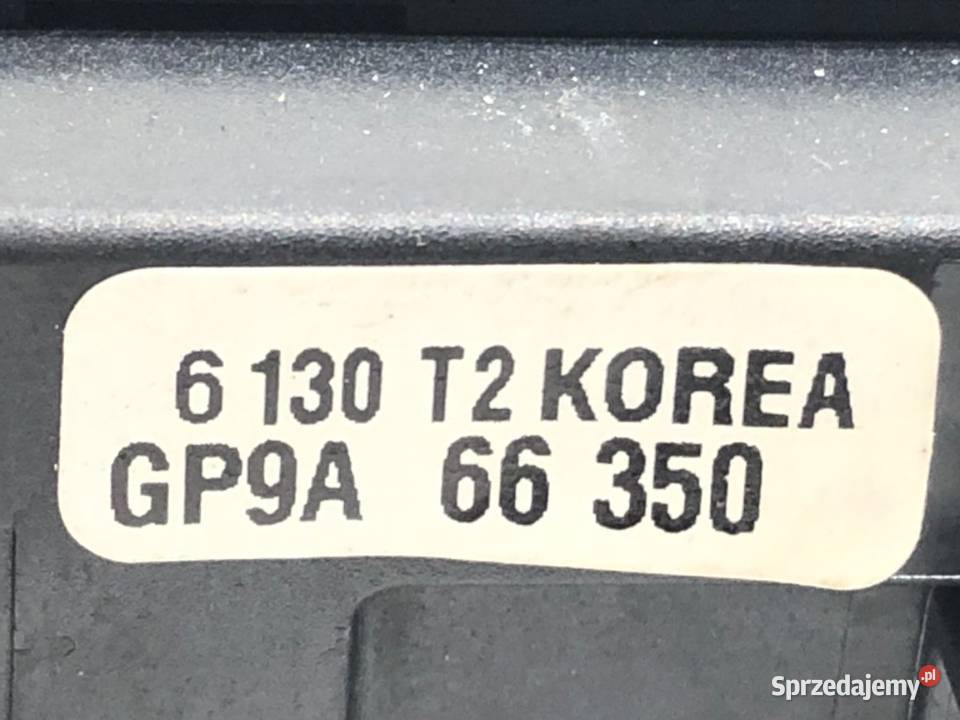 6 130 T2 KOREA
GP9A 66 350
Sprzedajemy.pl